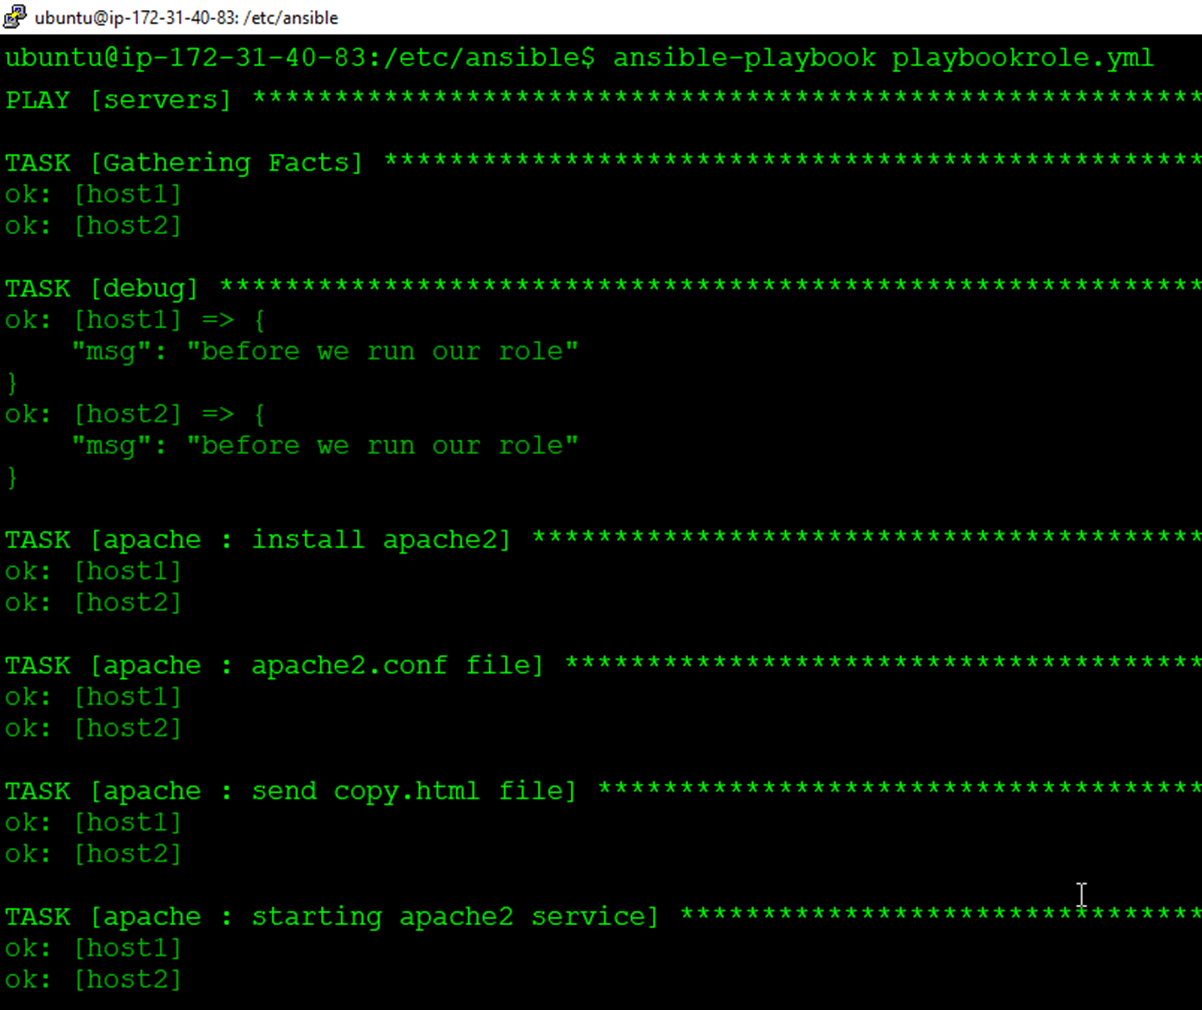 ubuntu@ip-172-31-40-83: /etc/ansible
ubuntu@ip-172-31-40-83:/etc/ansible$ ansible-playbook playbookrole.yml
PLAY [servers] **********************************************************
TASK [Gathering Facts] **************************************************
ok: [host1]
ok: [host2]
TASK [debug] ************************************************************
ok: [host1] => {
    "msg": "before we run our role"
}
ok: [host2] => {
    "msg": "before we run our role"
}
TASK [apache : install apache2] *****************************************
ok: [host1]
ok: [host2]
TASK [apache : apache2.conf file] ***************************************
ok: [host1]
ok: [host2]
TASK [apache : send copy.html file] *************************************
ok: [host1]
ok: [host2]
TASK [apache : starting apache2 service] ********************************
ok: [host1]
ok: [host2]